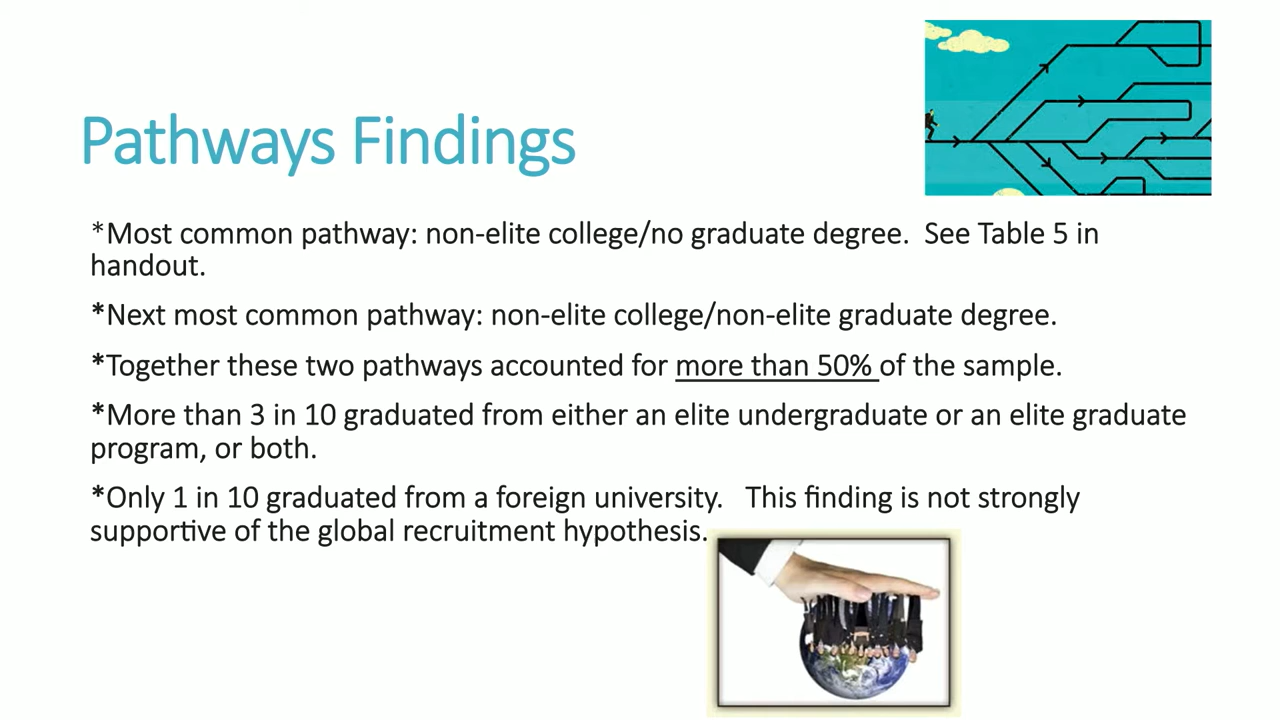 Pathways Findings
*Most common pathway: non-elite college/no graduate degree.  See Table 5 in
handout.
*Next most common pathway: non-elite college/non-elite graduate degree.
*Together these two pathways accounted for more than 50% of the sample.
*More than 3 in 10 graduated from either an elite undergraduate or an elite graduate
program, or both.
*Only 1 in 10 graduated from a foreign university.   This finding is not strongly
supportive of the global recruitment hypothesis.